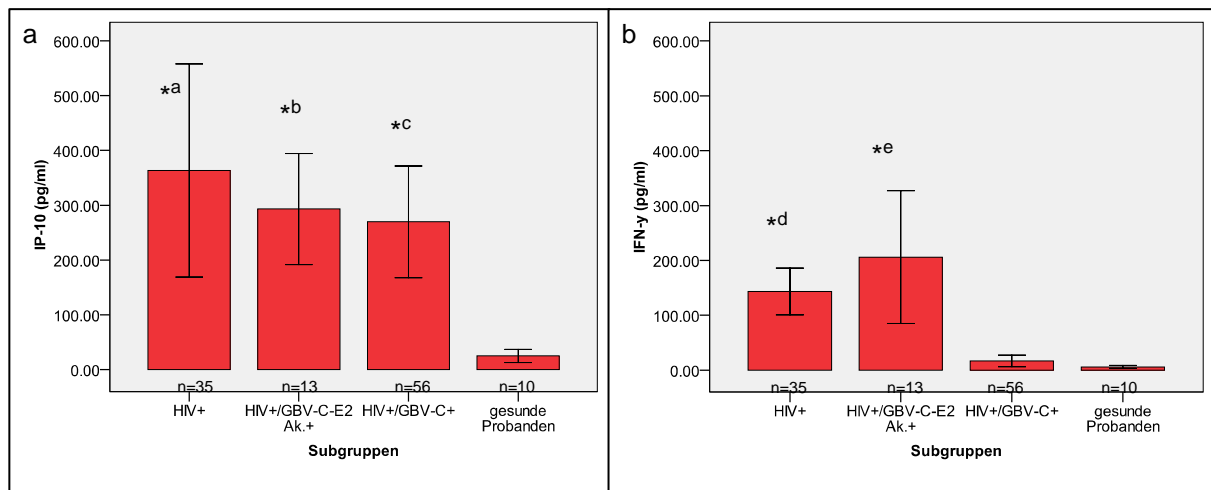 a
600.00
500.00
400.00
300.00
200.00
100.00
0.00
IP-10 (pg/ml)
*a
*b
*c
n=35 n=13 n=56 n=10
HIV+ HIV+/GBV-C-E2 HIV+/GBV-C+ gesunde
Ak.+ Probanden
Subgruppen
b
600.00
500.00
400.00
300.00
200.00
100.00
0.00
IFN-y (pg/ml)
*d
*e
n=35 n=13 n=56 n=10
HIV+ HIV+/GBV-C-E2 HIV+/GBV-C+ gesunde
Ak.+ Probanden
Subgruppen